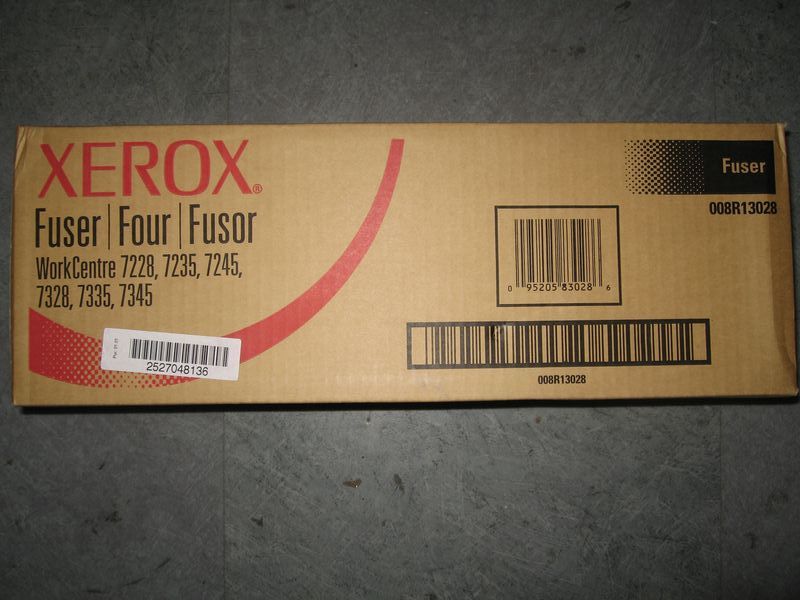 XEROX®
Fuser | Four | Fusor
WorkCentre 7228, 7235, 7245,
7328, 7335, 7345
2527048136
Fuser
008R13028
0 95205 83028 6
008R13028